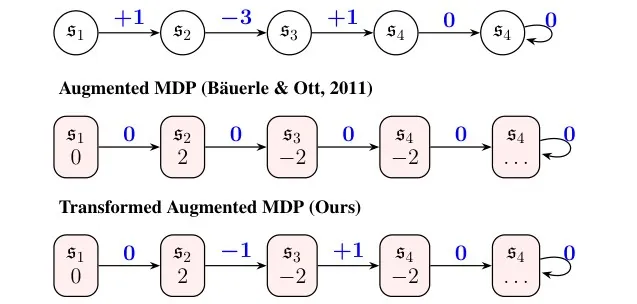 +1 −3 +1 0 0
𝔰1 𝔰2 𝔰3 𝔰4 𝔰4
Augmented MDP (Bäuerle & Ott, 2011)
𝔰1 0 𝔰2 0 𝔰3 0 𝔰4 0 𝔰4 0
0 2 −2 −2 ...
Transformed Augmented MDP (Ours)
𝔰1 0 𝔰2 −1 𝔰3 +1 𝔰4 0 𝔰4 0
0 2 −2 −2 ...